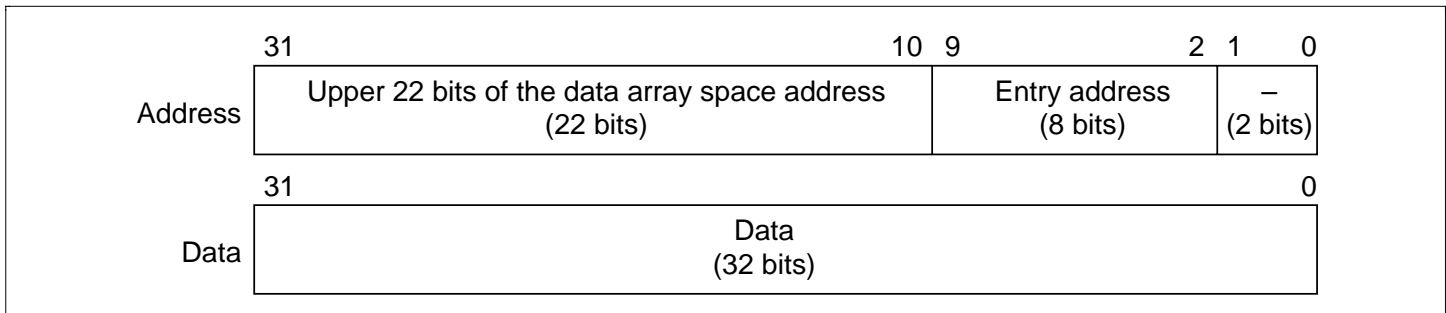 31 10 9 2 1 0
Address
Upper 22 bits of the data array space address
(22 bits)
Entry address
(8 bits)
–
(2 bits)
31 0
Data
Data
(32 bits)